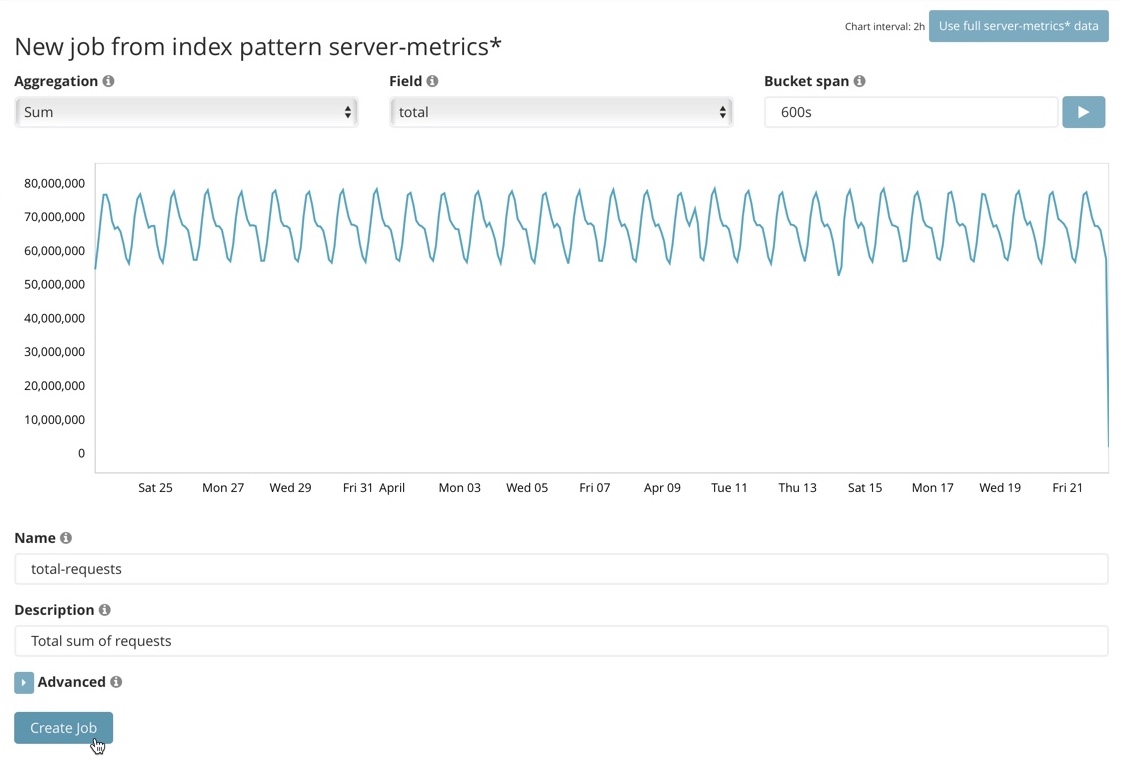 Chart interval: 2h Use full server-metrics* data
New job from index pattern server-metrics*
Aggregation Field Bucket span
Sum total 600s
80,000,000
70,000,000
60,000,000
50,000,000
40,000,000
30,000,000
20,000,000
10,000,000
0
Sat 25 Mon 27 Wed 29 Fri 31 April Mon 03 Wed 05 Fri 07 Apr 09 Tue 11 Thu 13 Sat 15 Mon 17 Wed 19 Fri 21
Name
total-requests
Description
Total sum of requests
Advanced
Create Job